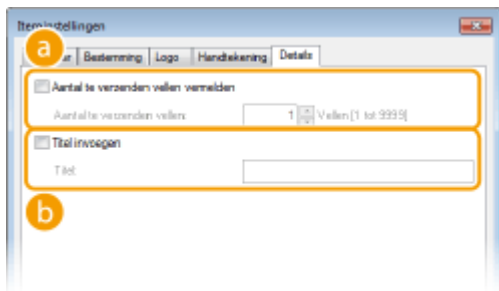 Iteminstellingen
a
Bestemming Logo Handtekening Details
Aantal te verzenden vellen vermelden
Aantal te verzenden vellen: 1 Vellen [1 tot 9999]
Titel invoegen
Titel:
b